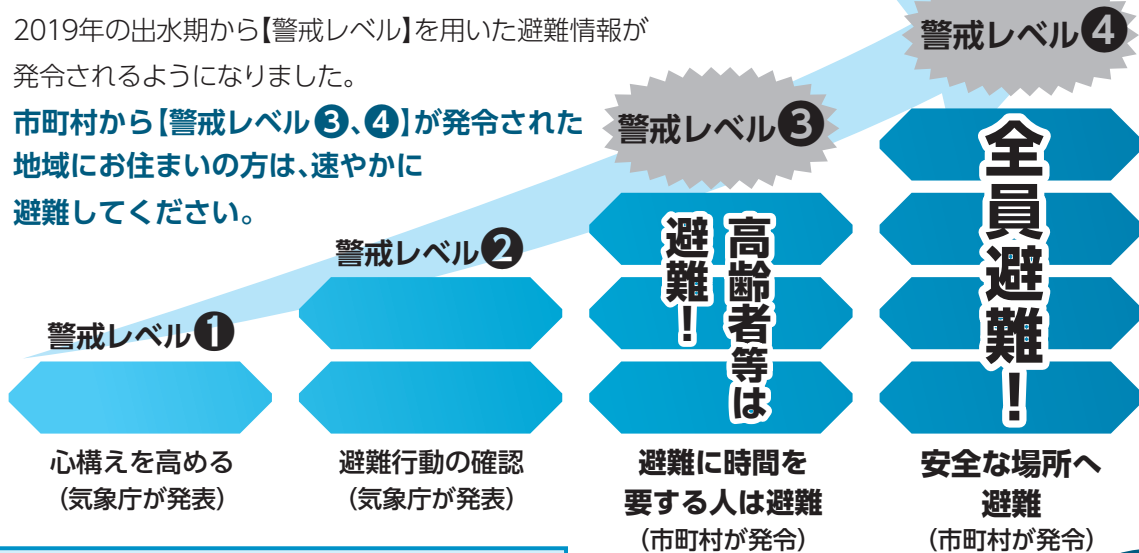 2019年の出水期から【警戒レベル】を用いた避難情報が
発令されるようになりました。
市町村から【警戒レベル❸、❹】が発令された
地域にお住まいの方は、速やかに
避難してください。
警戒レベル❶
心構えを高める
（気象庁が発表）
警戒レベル❷
避難行動の確認
（気象庁が発表）
警戒レベル❸
高齢者等は
避難！
避難に時間を
要する人は避難
（市町村が発令）
警戒レベル❹
全員避難！
安全な場所へ
避難
（市町村が発令）